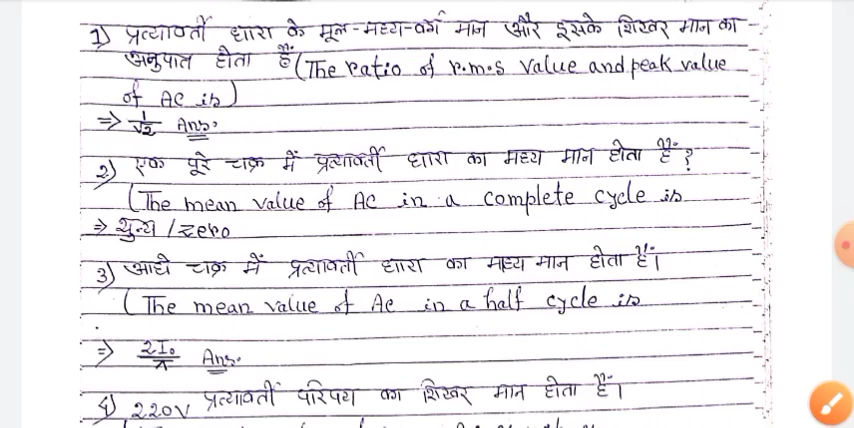 1) प्रत्यावर्ती धारा के मूल-मध्य-वर्ग मान और इसके शिखर मान का
अनुपात होता है (The ratio of r.m.s value and peak value
of AC is)
⇒ 1/√2 Ans.
2) एक पूरे चक्र में प्रत्यावर्ती धारा का मध्य मान होता है?
(The mean value of AC in a complete cycle is
⇒ शुन्य / zero
3) आधे चक्र में प्रत्यावर्ती धारा का मध्य मान होता है।
(The mean value of Ac in a half cycle is
⇒ 2I₀/π Ans.
4) 220V प्रत्यावर्ती परिपथ का शिखर मान होता है।